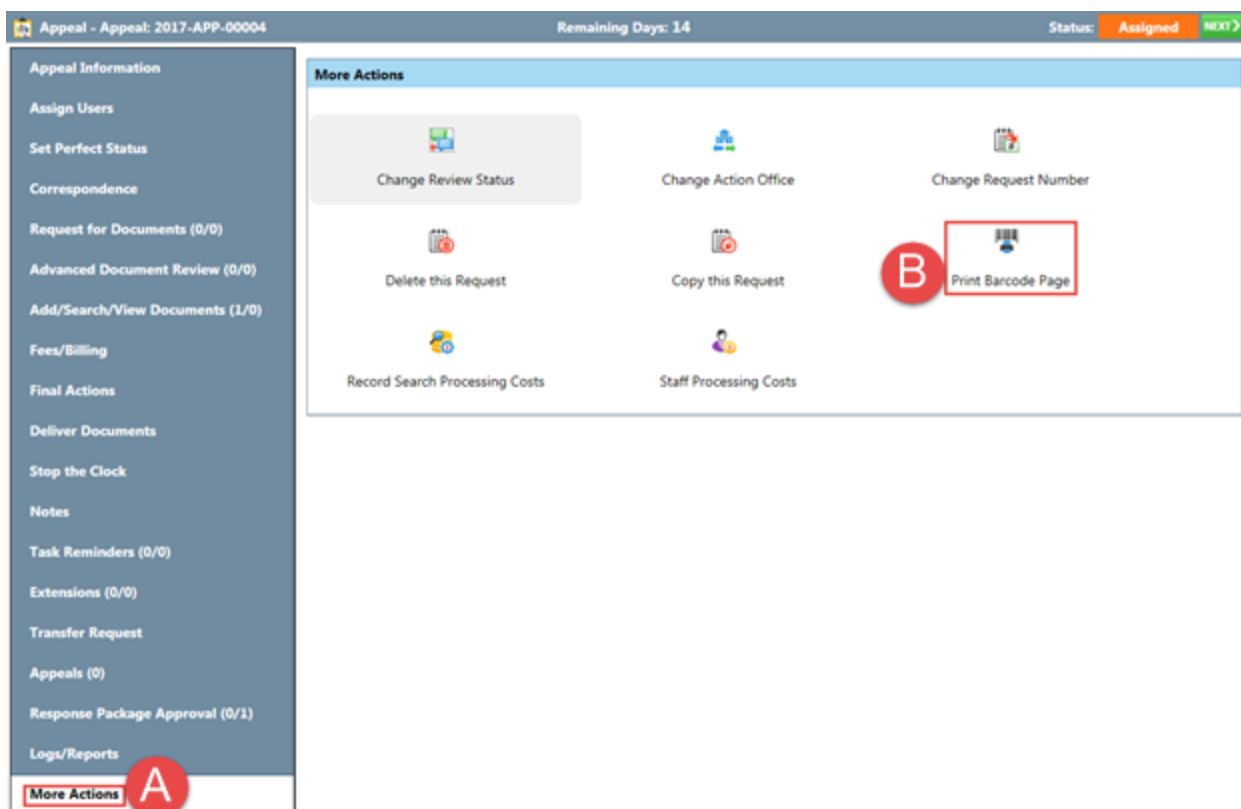 Appeal - Appeal: 2017-APP-00004 Remaining Days: 14 Status: Assigned NEXT
Appeal Information
Assign Users
Set Perfect Status
Correspondence
Request for Documents (0/0)
Advanced Document Review (0/0)
Add/Search/View Documents (1/0)
Fees/Billing
Final Actions
Deliver Documents
Stop the Clock
Notes
Task Reminders (0/0)
Extensions (0/0)
Transfer Request
Appeals (0)
Response Package Approval (0/1)
Logs/Reports
More Actions A
More Actions
Change Review Status Change Action Office Change Request Number
Delete this Request Copy this Request B Print Barcode Page
Record Search Processing Costs Staff Processing Costs